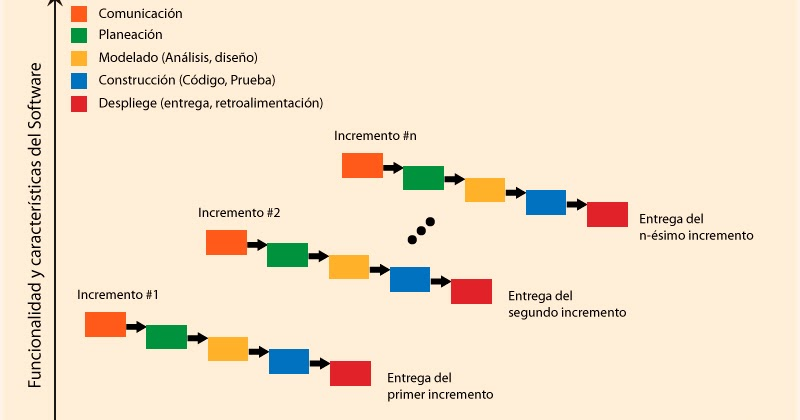 Comunicación
Planeación
Modelado (Análisis, diseño)
Construcción (Código, Prueba)
Despliege (entrega, retroalimentación)
Funcionalidad y características del Software
Incremento #n
Entrega del
n-ésimo incremento
Incremento #2
Entrega del
segundo incremento
Incremento #1
Entrega del
primer incremento